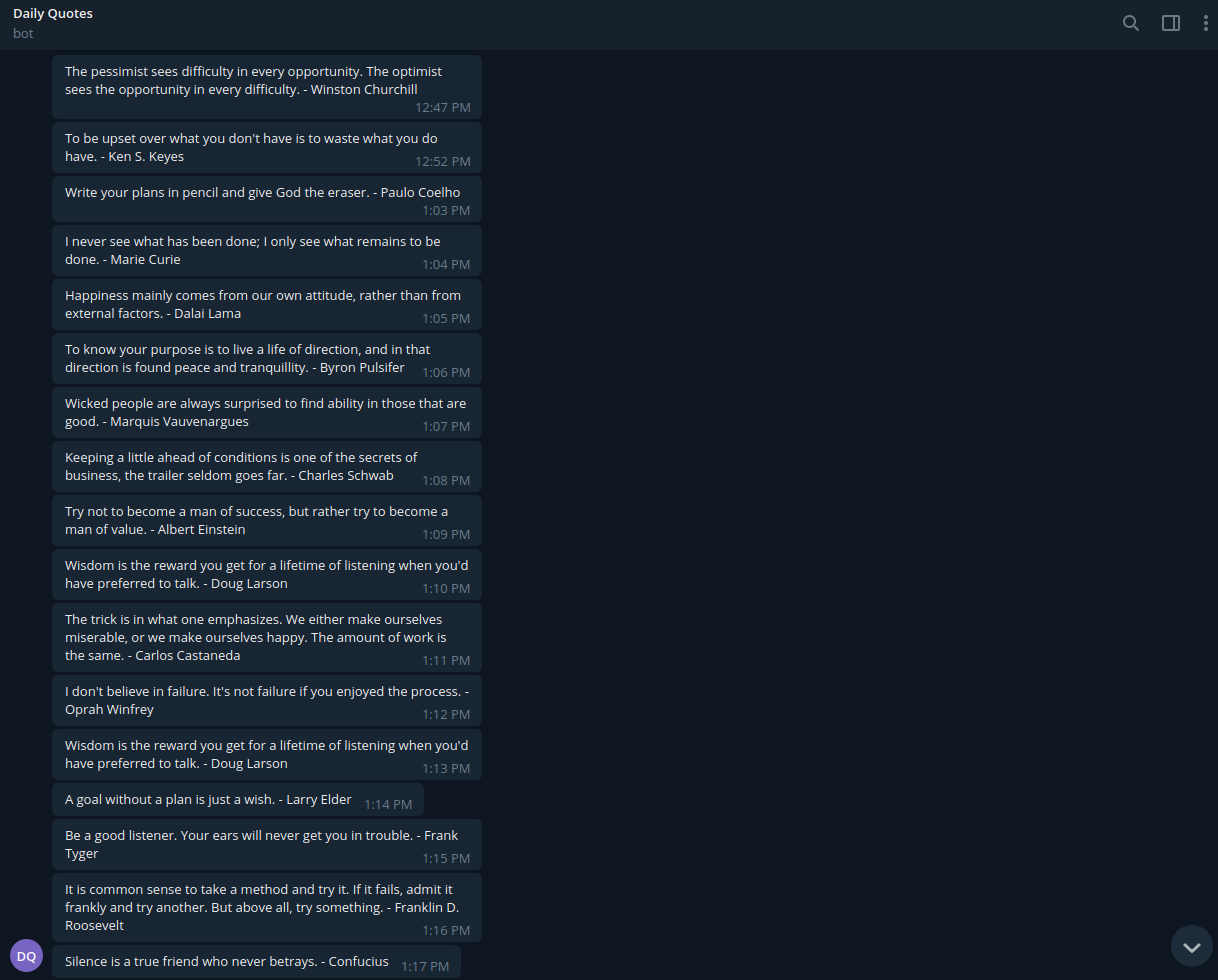 Daily Quotes
bot
The pessimist sees difficulty in every opportunity. The optimist
sees the opportunity in every difficulty. - Winston Churchill
12:47 PM
To be upset over what you don't have is to waste what you do
have. - Ken S. Keyes
12:52 PM
Write your plans in pencil and give God the eraser. - Paulo Coelho
1:03 PM
I never see what has been done; I only see what remains to be
done. - Marie Curie
1:04 PM
Happiness mainly comes from our own attitude, rather than from
external factors. - Dalai Lama
1:05 PM
To know your purpose is to live a life of direction, and in that
direction is found peace and tranquillity. - Byron Pulsifer
1:06 PM
Wicked people are always surprised to find ability in those that are
good. - Marquis Vauvenargues
1:07 PM
Keeping a little ahead of conditions is one of the secrets of
business, the trailer seldom goes far. - Charles Schwab
1:08 PM
Try not to become a man of success, but rather try to become a
man of value. - Albert Einstein
1:09 PM
Wisdom is the reward you get for a lifetime of listening when you'd
have preferred to talk. - Doug Larson
1:10 PM
The trick is in what one emphasizes. We either make ourselves
miserable, or we make ourselves happy. The amount of work is
the same. - Carlos Castaneda
1:11 PM
I don't believe in failure. It's not failure if you enjoyed the process. -
Oprah Winfrey
1:12 PM
Wisdom is the reward you get for a lifetime of listening when you'd
have preferred to talk. - Doug Larson
1:13 PM
A goal without a plan is just a wish. - Larry Elder
1:14 PM
Be a good listener. Your ears will never get you in trouble. - Frank
Tyger
1:15 PM
It is common sense to take a method and try it. If it fails, admit it
frankly and try another. But above all, try something. - Franklin D.
Roosevelt
1:16 PM
DQ
Silence is a true friend who never betrays. - Confucius
1:17 PM